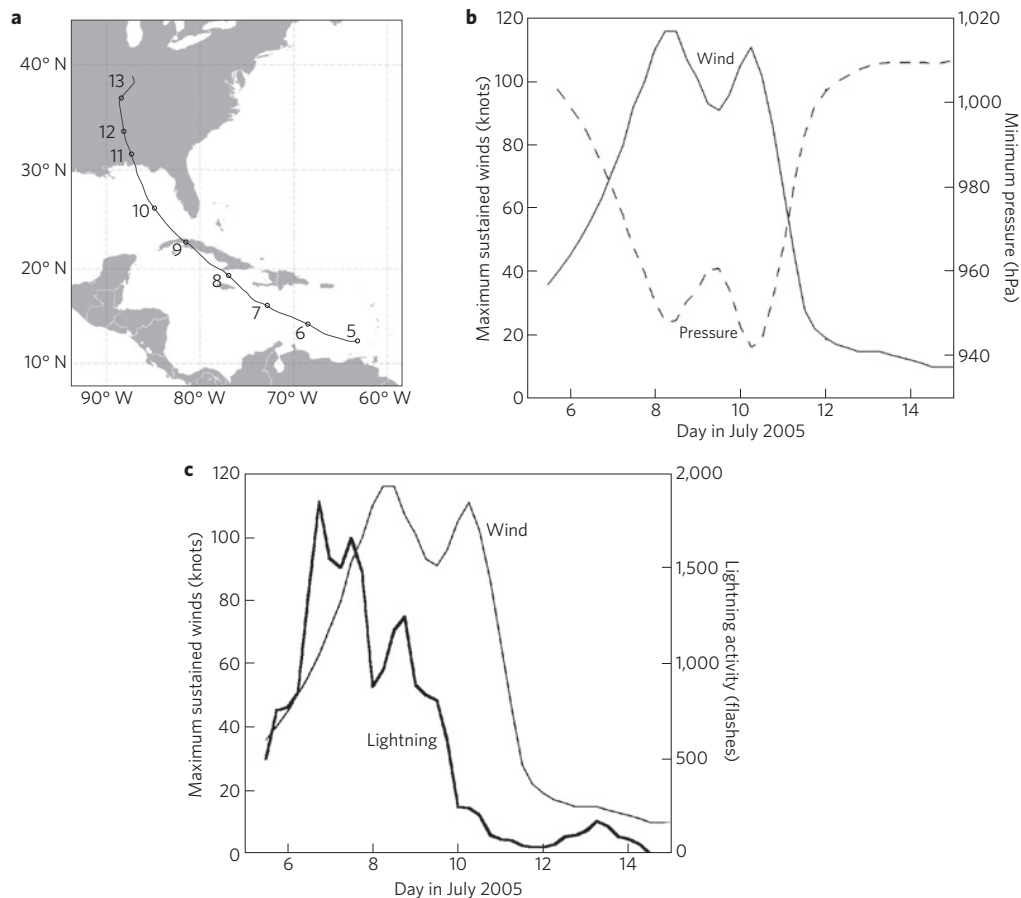 a
40° N
30° N
20° N
10° N
13
12
11
10
9
8
7
6
5
90° W
80° W
70° W
60° W
b
120
100
80
60
40
20
0
Maximum sustained winds (knots)
Wind
Pressure
1,020
1,000
980
960
940
Minimum pressure (hPa)
6
8
10
12
14
Day in July 2005
c
120
100
80
60
40
20
0
Maximum sustained winds (knots)
Wind
Lightning
2,000
1,500
1,000
500
0
Lightning activity (flashes)
6
8
10
12
14
Day in July 2005